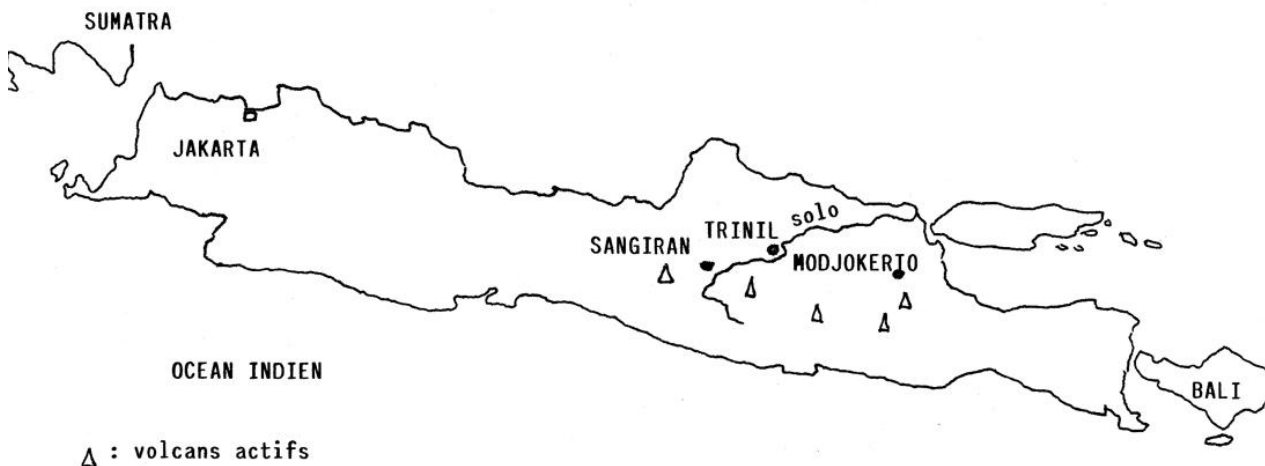 SUMATRA
JAKARTA
solo
TRINIL
SANGIRAN
MODJOKERTO
OCEAN INDIEN
BALI
Δ : volcans actifs